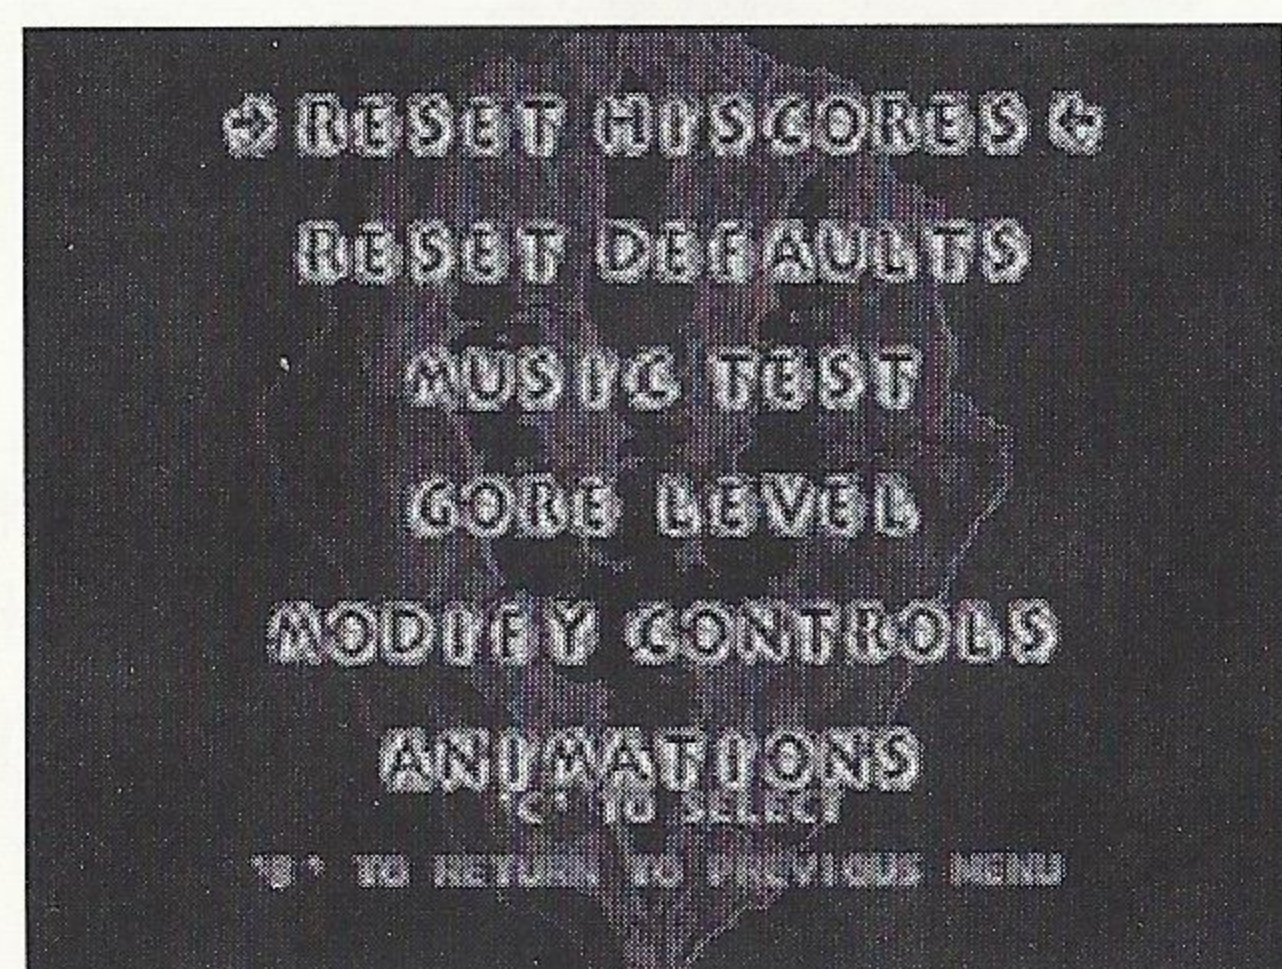 RESET HISCORES
RESET DEFAULTS
MUSIC TEST
GORE LEVEL
MODIFY CONTROLS
ANIMATIONS
"C" TO SELECT
"B" TO RETURN TO PREVIOUS MENU